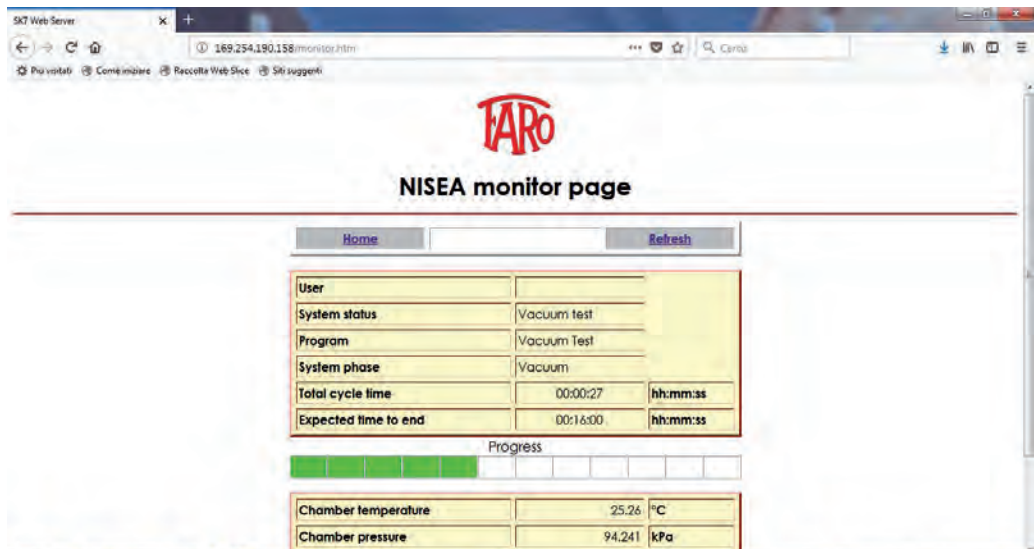 SK7 Web Server
169.254.190.158/monitor.htm
Cerca
Più visitati Come iniziare Raccolta Web Slice Siti suggeriti
FARO
NISEA monitor page
Home Refresh
User
System status Vacuum test
Program Vacuum Test
System phase Vacuum
Total cycle time 00:00:27 hh:mm:ss
Expected time to end 00:16:00 hh:mm:ss
Progress
Chamber temperature 25.26 °C
Chamber pressure 94.241 kPa